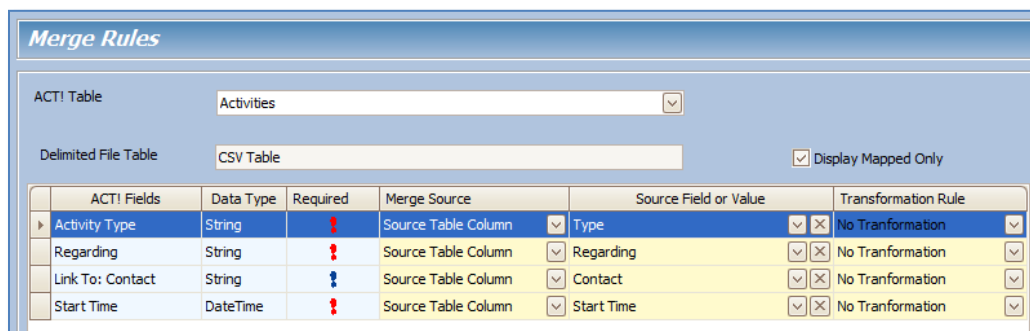 Merge Rules
ACT! Table Activities
Delimited File Table CSV Table Display Mapped Only
ACT! Fields Data Type Required Merge Source Source Field or Value Transformation Rule
Activity Type String ! Source Table Column Type No Tranformation
Regarding String ! Source Table Column Regarding No Tranformation
Link To: Contact String ! Source Table Column Contact No Tranformation
Start Time DateTime ! Source Table Column Start Time No Tranformation